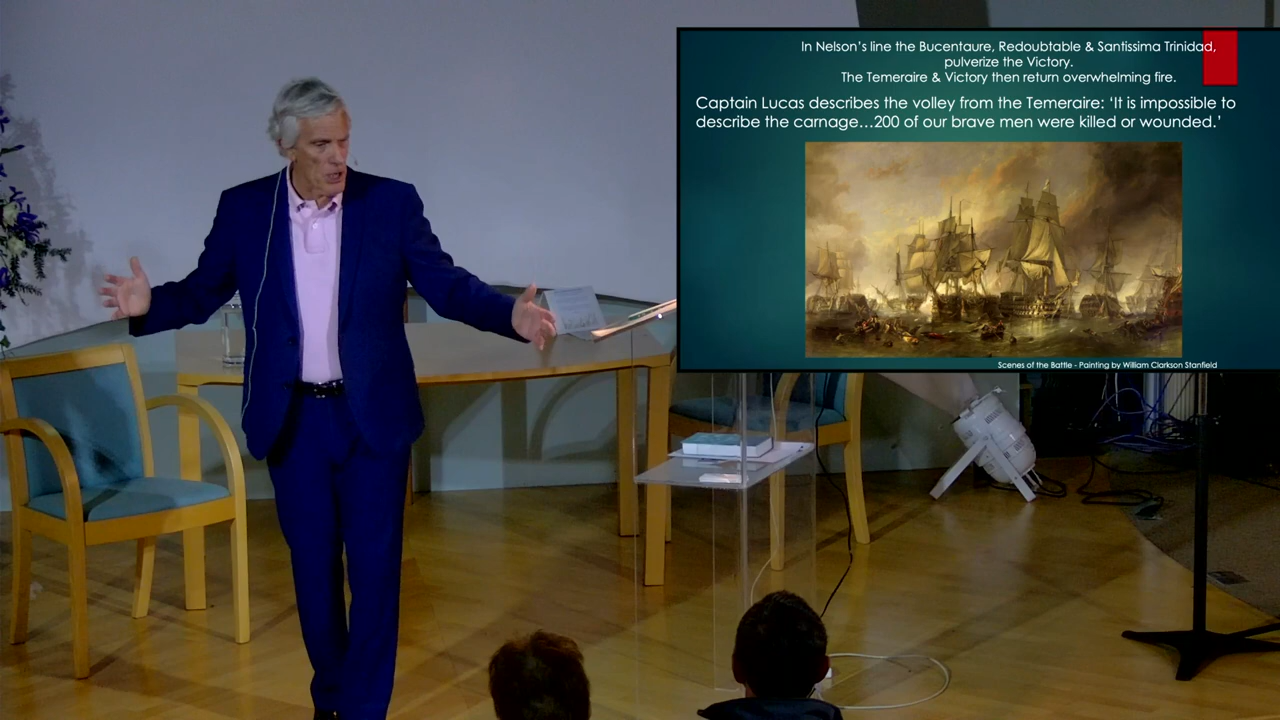 In Nelson's line the Bucentaure, Redoubtable & Santissima Trinidad,
pulverize the Victory.
The Temeraire & Victory then return overwhelming fire.
Captain Lucas describes the volley from the Temeraire: 'It is impossible to
describe the carnage…200 of our brave men were killed or wounded.'
Scenes of the Battle - Painting by William Clarkson Stanfield